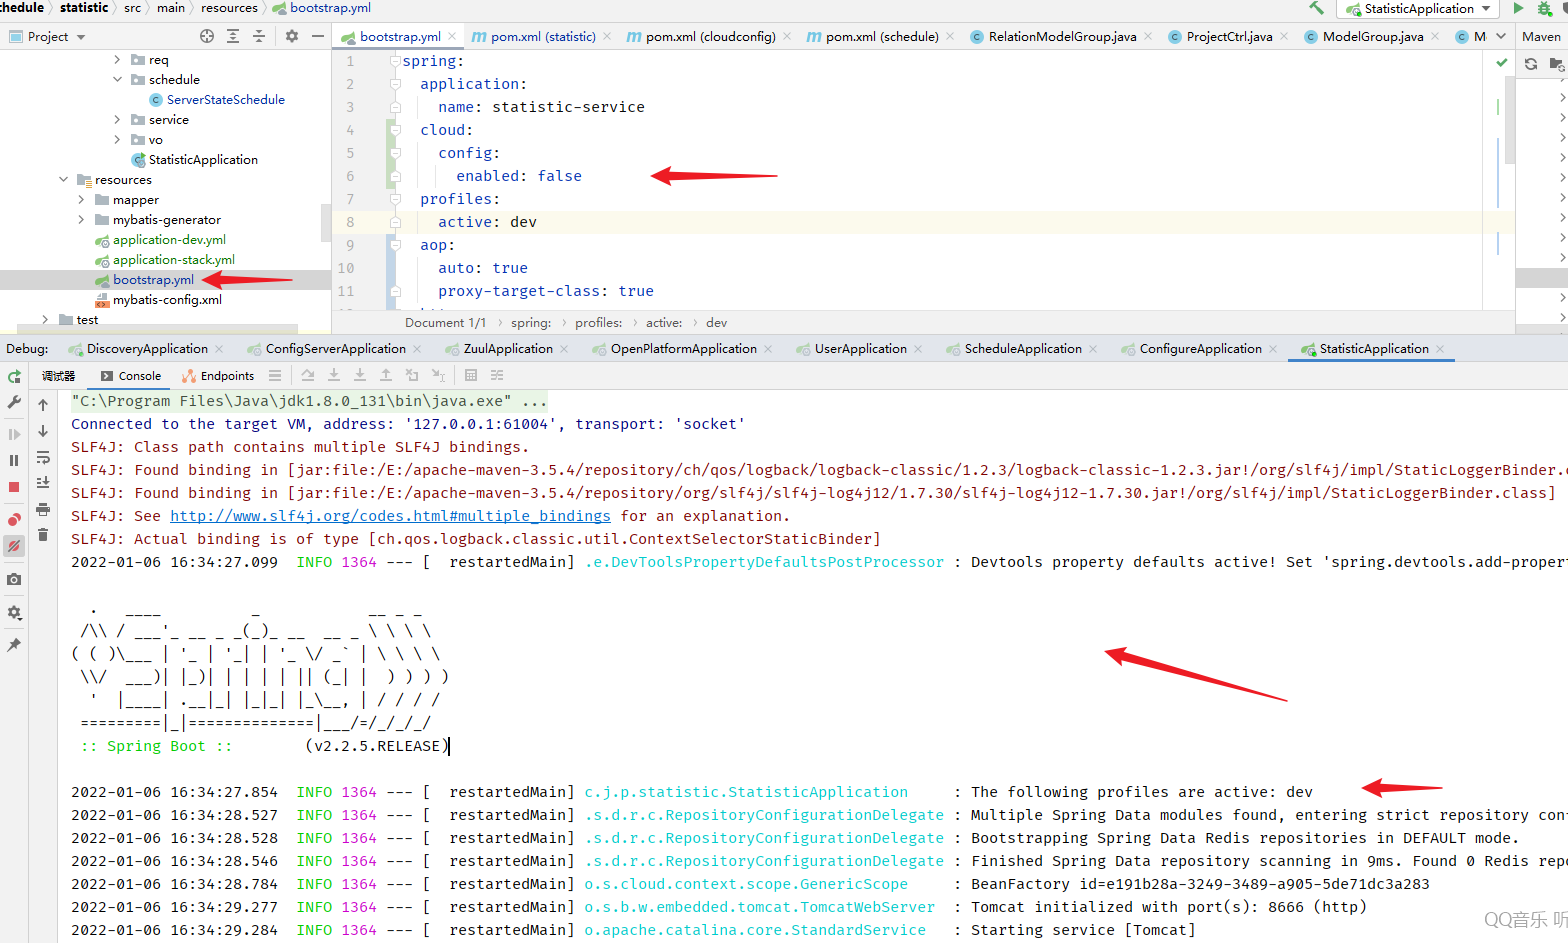 chedule > statistic > src > main > resources > bootstrap.yml
StatisticApplication
Project
bootstrap.yml
pom.xml (statistic)
pom.xml (cloudconfig)
pom.xml (schedule)
RelationModelGroup.java
ProjectCtrl.java
ModelGroup.java
M
Maven
req
schedule
ServerStateSchedule
service
vo
StatisticApplication
resources
mapper
mybatis-generator
application-dev.yml
application-stack.yml
bootstrap.yml
mybatis-config.xml
test
1 spring:
2 application:
3 name: statistic-service
4 cloud:
5 config:
6 enabled: false
7 profiles:
8 active: dev
9 aop:
10 auto: true
11 proxy-target-class: true
Document 1/1 > spring: > profiles: > active: > dev
Debug: DiscoveryApplication ConfigServerApplication ZuulApplication OpenPlatformApplication UserApplication ScheduleApplication ConfigureApplication StatisticApplication
调试器 Console Endpoints
"C:\Program Files\Java\jdk1.8.0_131\bin\java.exe" ...
Connected to the target VM, address: '127.0.0.1:61004', transport: 'socket'
SLF4J: Class path contains multiple SLF4J bindings.
SLF4J: Found binding in [jar:file:/E:/apache-maven-3.5.4/repository/ch/qos/logback/logback-classic/1.2.3/logback-classic-1.2.3.jar!/org/slf4j/impl/StaticLoggerBinder.c
SLF4J: Found binding in [jar:file:/E:/apache-maven-3.5.4/repository/org/slf4j/slf4j-log4j12/1.7.30/slf4j-log4j12-1.7.30.jar!/org/slf4j/impl/StaticLoggerBinder.class]
SLF4J: See http://www.slf4j.org/codes.html#multiple_bindings for an explanation.
SLF4J: Actual binding is of type [ch.qos.logback.classic.util.ContextSelectorStaticBinder]
2022-01-06 16:34:27.099 INFO 1364 --- [ restartedMain] .e.DevToolsPropertyDefaultsPostProcessor : Devtools property defaults active! Set 'spring.devtools.add-proper
:: Spring Boot :: (v2.2.5.RELEASE)
2022-01-06 16:34:27.854 INFO 1364 --- [ restartedMain] c.j.p.statistic.StatisticApplication : The following profiles are active: dev
2022-01-06 16:34:28.527 INFO 1364 --- [ restartedMain] .s.d.r.c.RepositoryConfigurationDelegate : Multiple Spring Data modules found, entering strict repository con
2022-01-06 16:34:28.528 INFO 1364 --- [ restartedMain] .s.d.r.c.RepositoryConfigurationDelegate : Bootstrapping Spring Data Redis repositories in DEFAULT mode.
2022-01-06 16:34:28.546 INFO 1364 --- [ restartedMain] .s.d.r.c.RepositoryConfigurationDelegate : Finished Spring Data repository scanning in 9ms. Found 0 Redis repo
2022-01-06 16:34:28.784 INFO 1364 --- [ restartedMain] o.s.cloud.context.scope.GenericScope : BeanFactory id=e191b28a-3249-3489-a905-5de71dc3a283
2022-01-06 16:34:29.277 INFO 1364 --- [ restartedMain] o.s.b.w.embedded.tomcat.TomcatWebServer : Tomcat initialized with port(s): 8666 (http)
2022-01-06 16:34:29.284 INFO 1364 --- [ restartedMain] o.apache.catalina.core.StandardService : Starting service [Tomcat]
QQ音乐 听